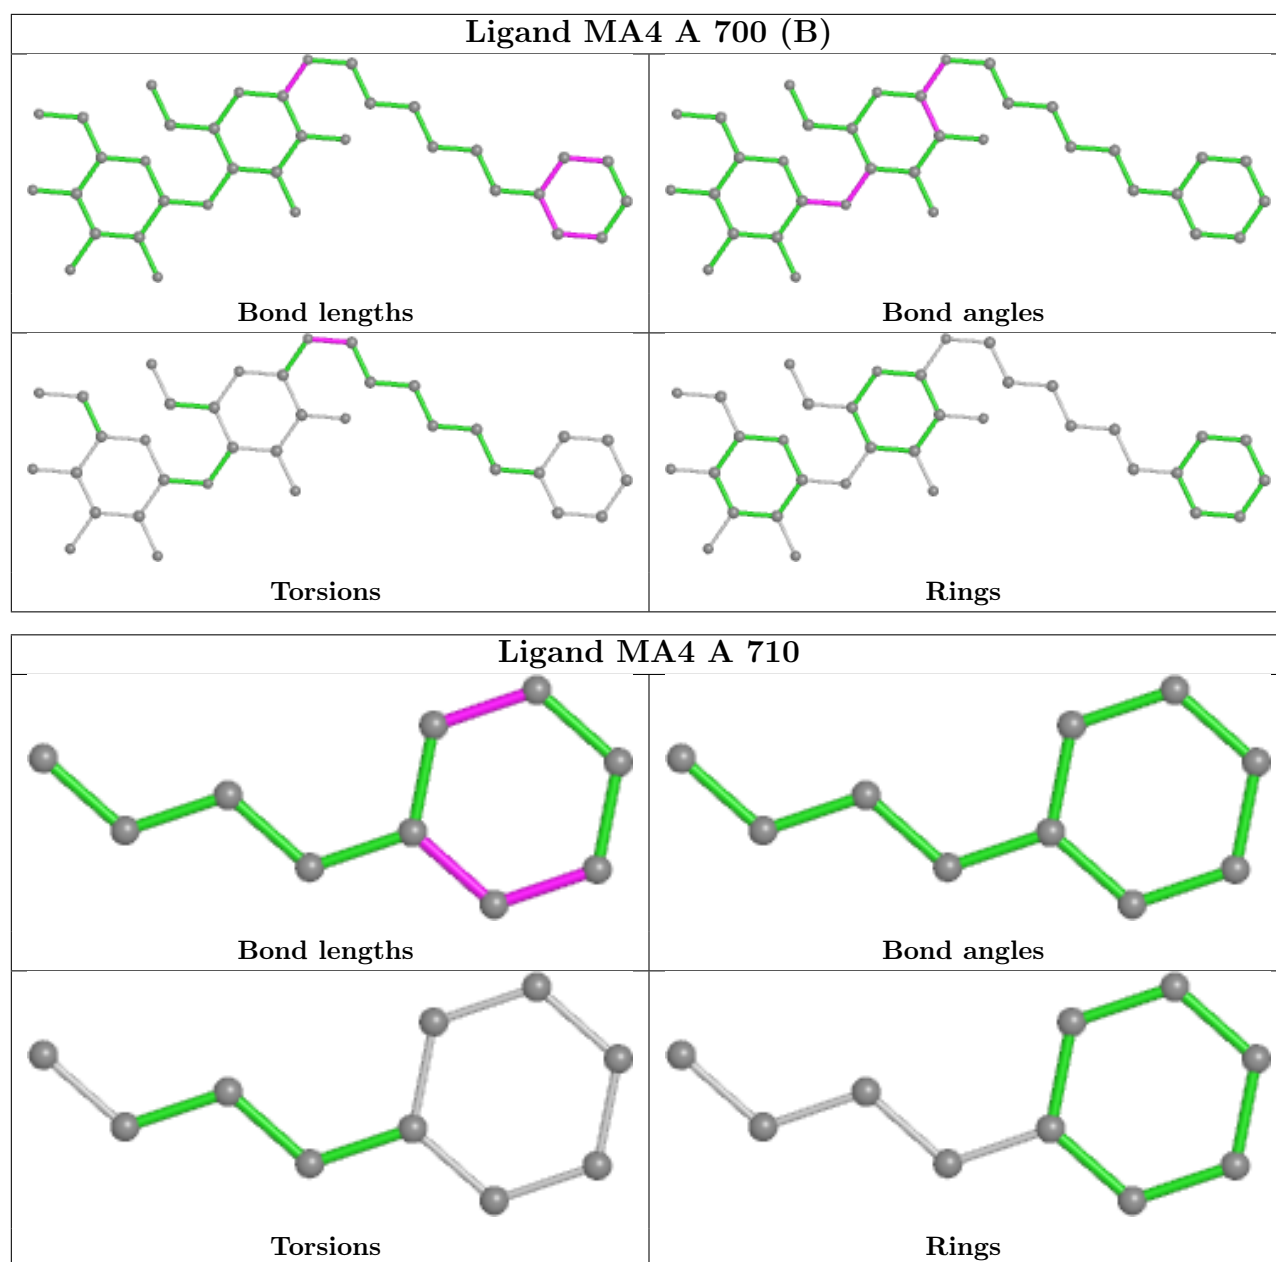 Ligand MA4 A 700 (B)
Bond lengths
Bond angles
Torsions
Rings
Ligand MA4 A 710
Bond lengths
Bond angles
Torsions
Rings